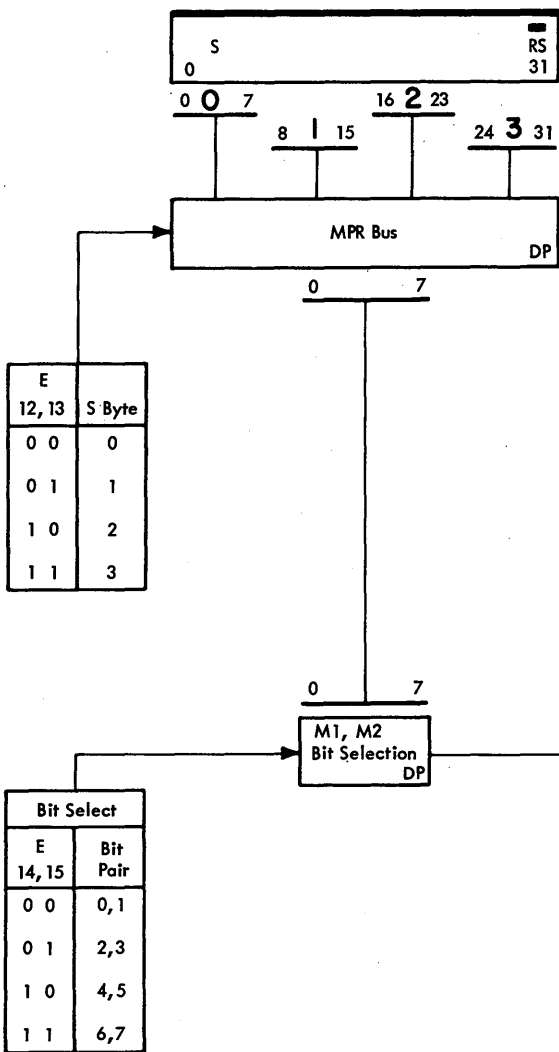 S RS
0 31
0 0 7 16 2 23
8 1 15 24 3 31
MPR Bus
DP
0 7
E
12, 13 S Byte
0 0 0
0 1 1
1 0 2
1 1 3
0 7
M1, M2
Bit Selection
DP
Bit Select
E Bit
14, 15 Pair
0 0 0,1
0 1 2,3
1 0 4,5
1 1 6,7